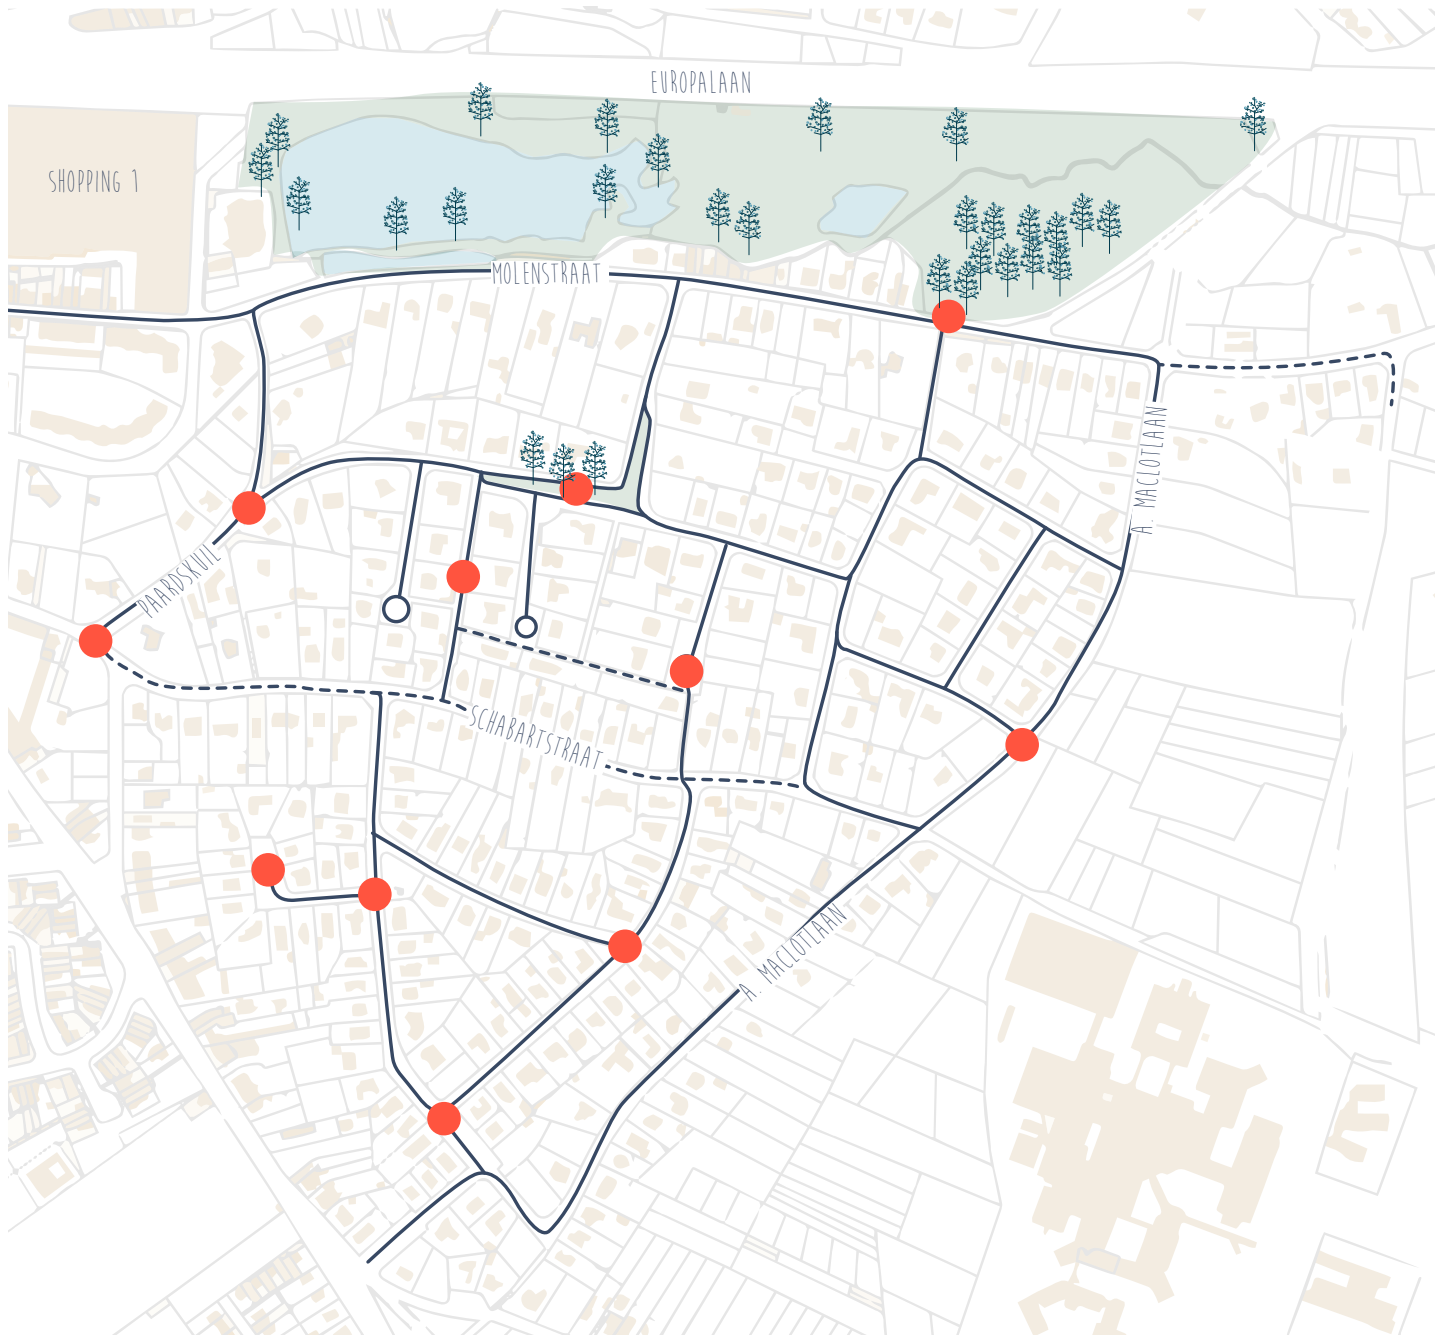 EUROPALAAN
SHOPPING 1
MOLENSTRAAT
A. MACLOTLAAN
PAARDSKUIL
SCHABARTSTRAAT
A. MACLOTLAAN